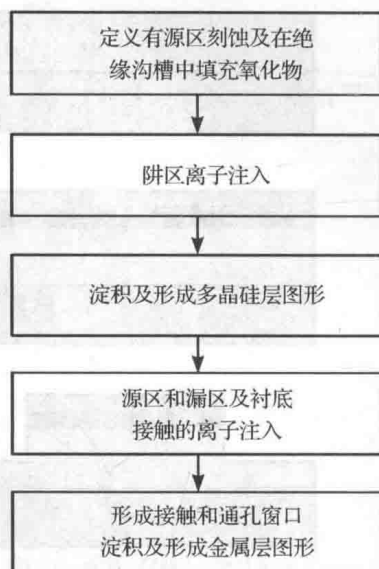 定义有源区刻蚀及在绝
缘沟槽中填充氧化物
阱区离子注入
淀积及形成多晶硅层图形
源区和漏区及衬底
接触的离子注入
形成接触和通孔窗口
淀积及形成金属层图形